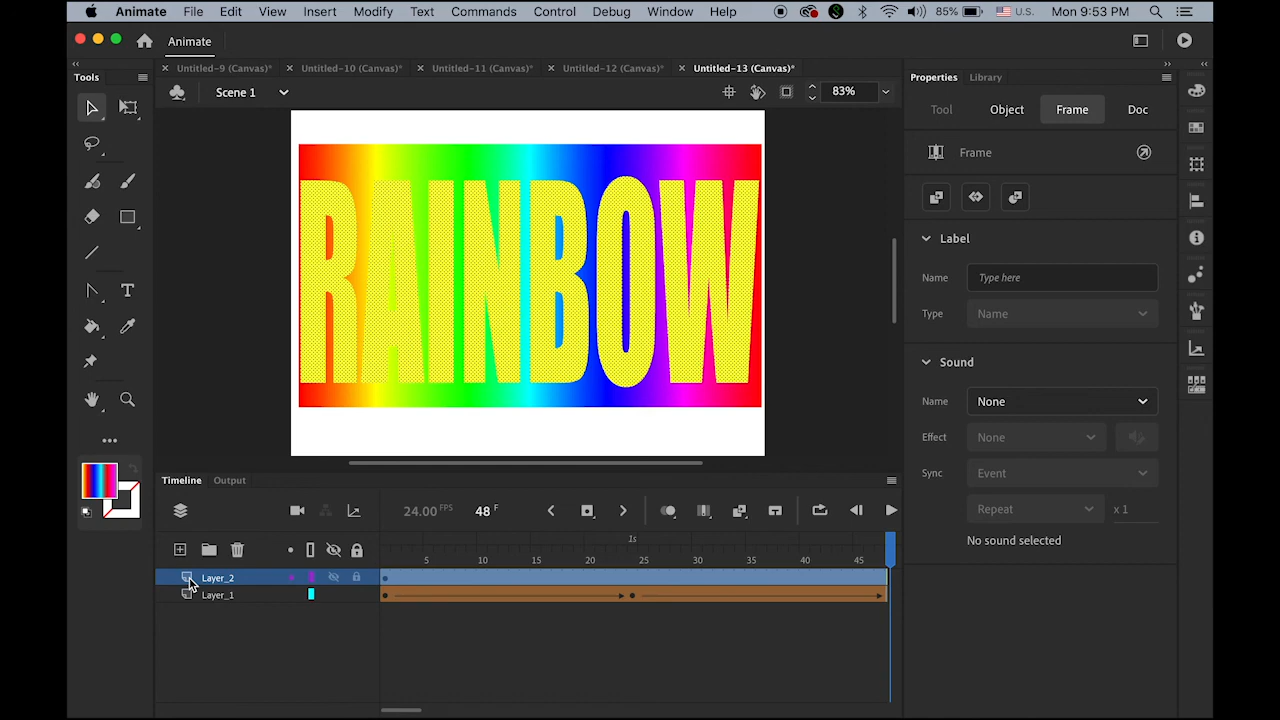 Animate File Edit View Insert Modify Text Commands Control Debug Window Help 85% U.S. Mon 9:53 PM
Animate
Tools
Untitled-9 (Canvas)* Untitled-10 (Canvas)* Untitled-11 (Canvas)* Untitled-12 (Canvas)* Untitled-13 (Canvas)*
Scene 1 83%
RAINBOW
Properties Library
Tool Object Frame Doc
Frame
Label
Name Type here
Type Name
Sound
Name None
Effect None
Sync Event
Repeat x 1
No sound selected
Timeline Output
24.00 FPS 48 F
1s
5 10 15 20 25 30 35 40 45
Layer_2
Layer_1